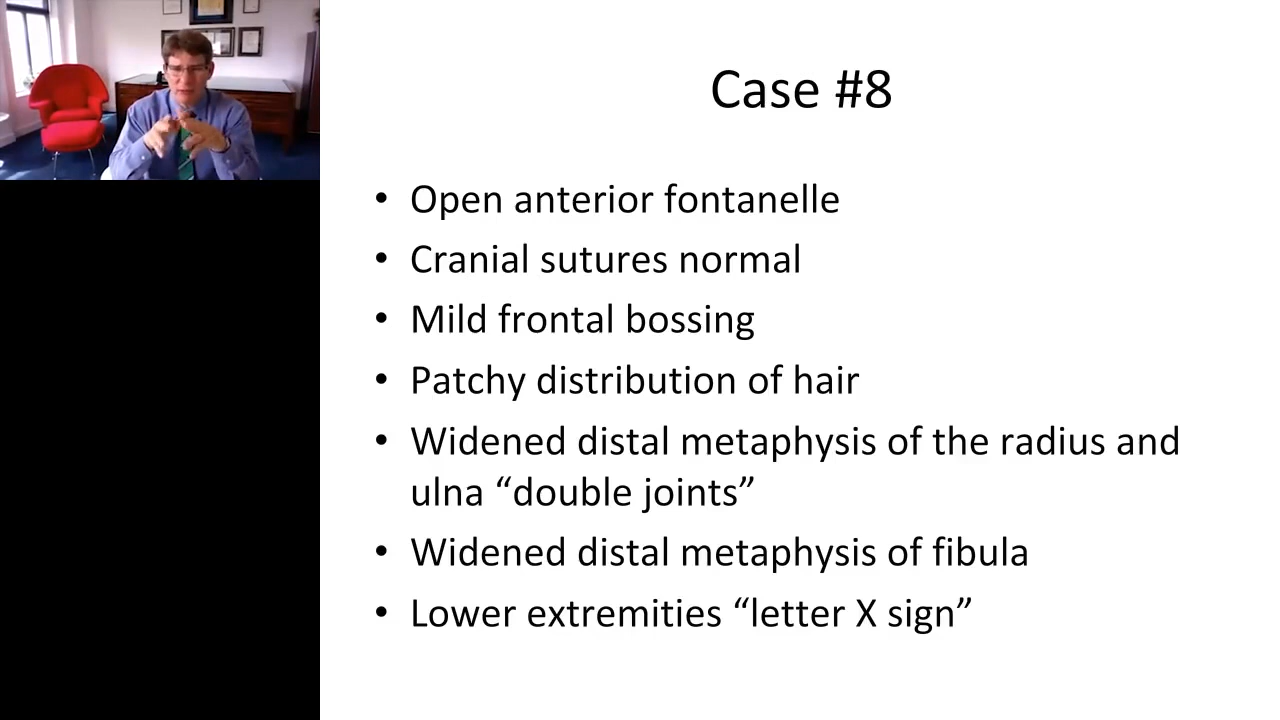 Case #8
• Open anterior fontanelle
• Cranial sutures normal
• Mild frontal bossing
• Patchy distribution of hair
• Widened distal metaphysis of the radius and
ulna “double joints”
• Widened distal metaphysis of fibula
• Lower extremities “letter X sign”